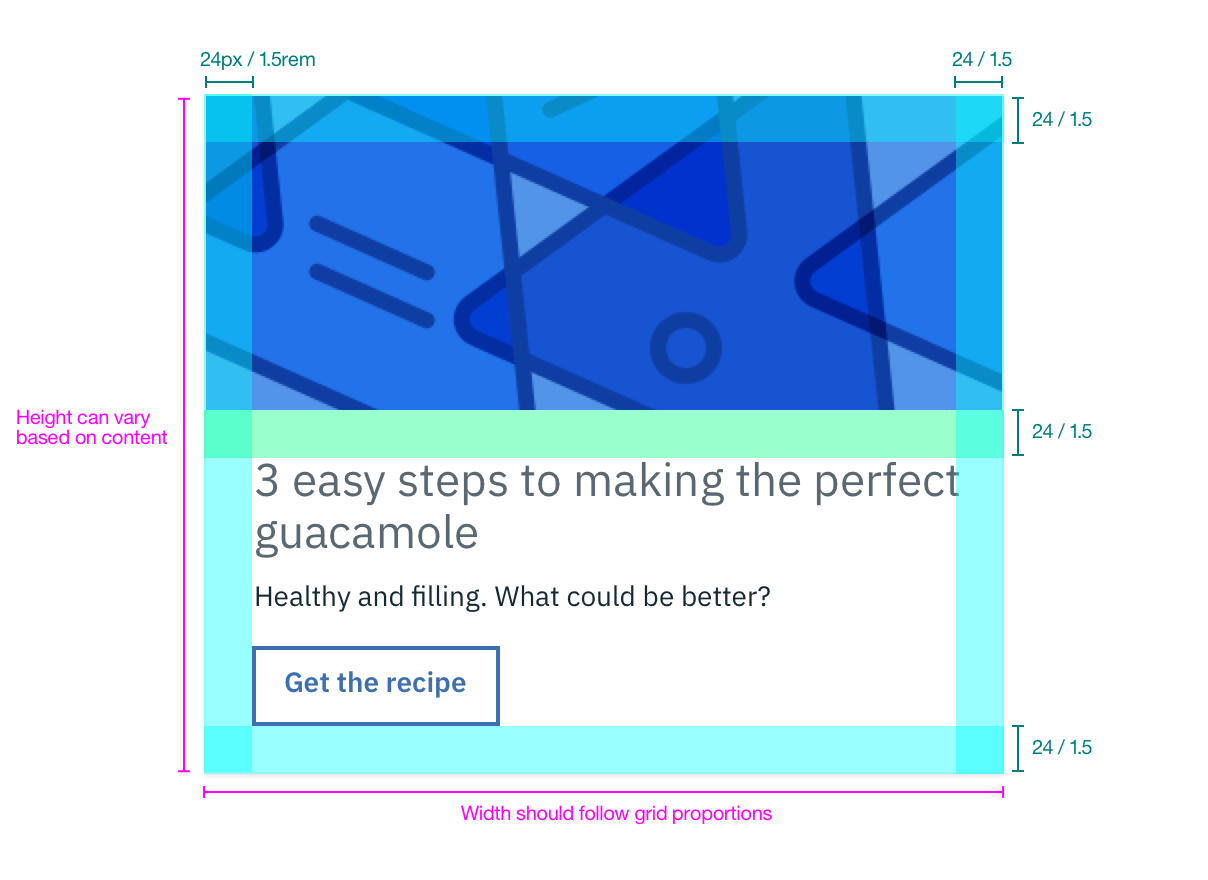 24px / 1.5rem
24 / 1.5
24 / 1.5
Height can vary
based on content
24 / 1.5
3 easy steps to making the perfect
guacamole
Healthy and filling. What could be better?
Get the recipe
24 / 1.5
Width should follow grid proportions